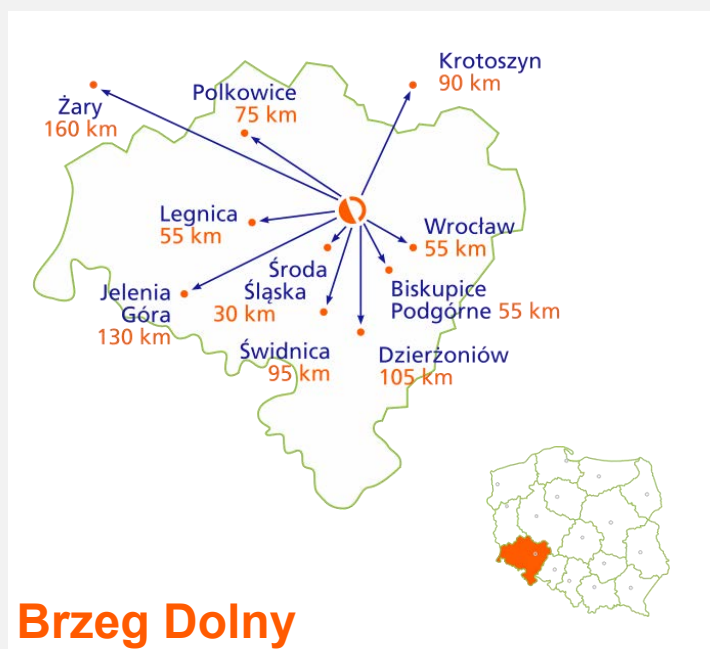 Krotoszyn
90 km
Polkowice
75 km
Żary
160 km
Legnica
55 km
Wrocław
55 km
Środa
Śląska
30 km
Biskupice
Podgórne 55 km
Jelenia
Góra
130 km
Świdnica
95 km
Dzierżoniów
105 km
Brzeg Dolny